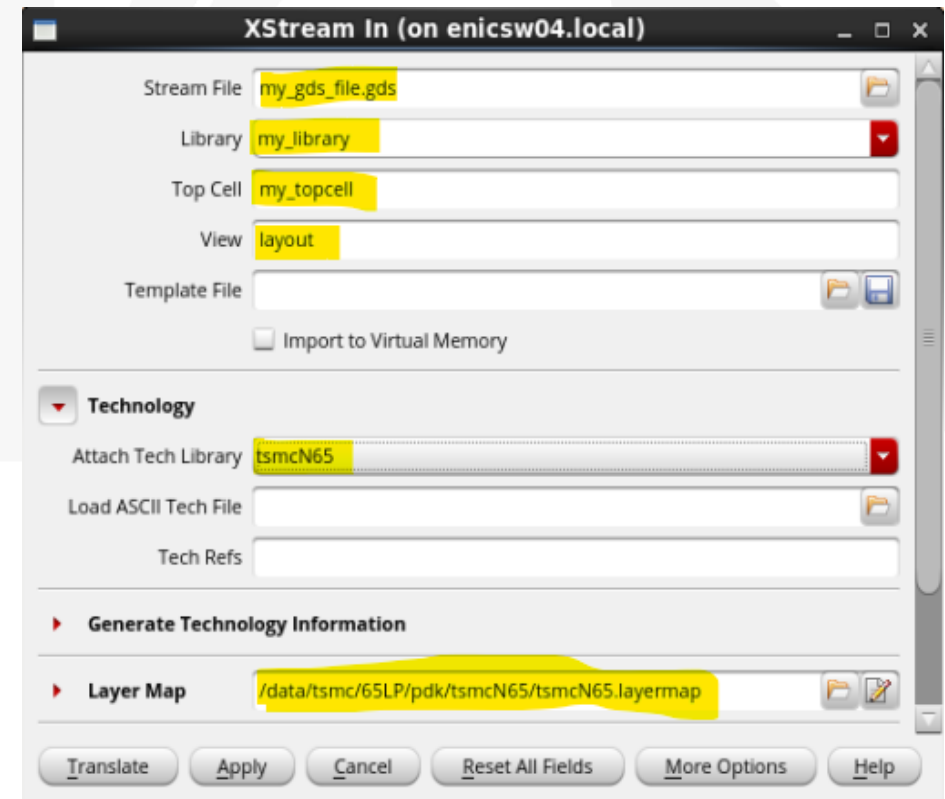 XStream In (on enicsw04.local)
Stream File my_gds_file.gds
Library my_library
Top Cell my_topcell
View layout
Template File
Import to Virtual Memory
Technology
Attach Tech Library tsmcN65
Load ASCII Tech File
Tech Refs
Generate Technology Information
Layer Map /data/tsmc/65LP/pdk/tsmcN65/tsmcN65.layermap
Translate Apply Cancel Reset All Fields More Options Help